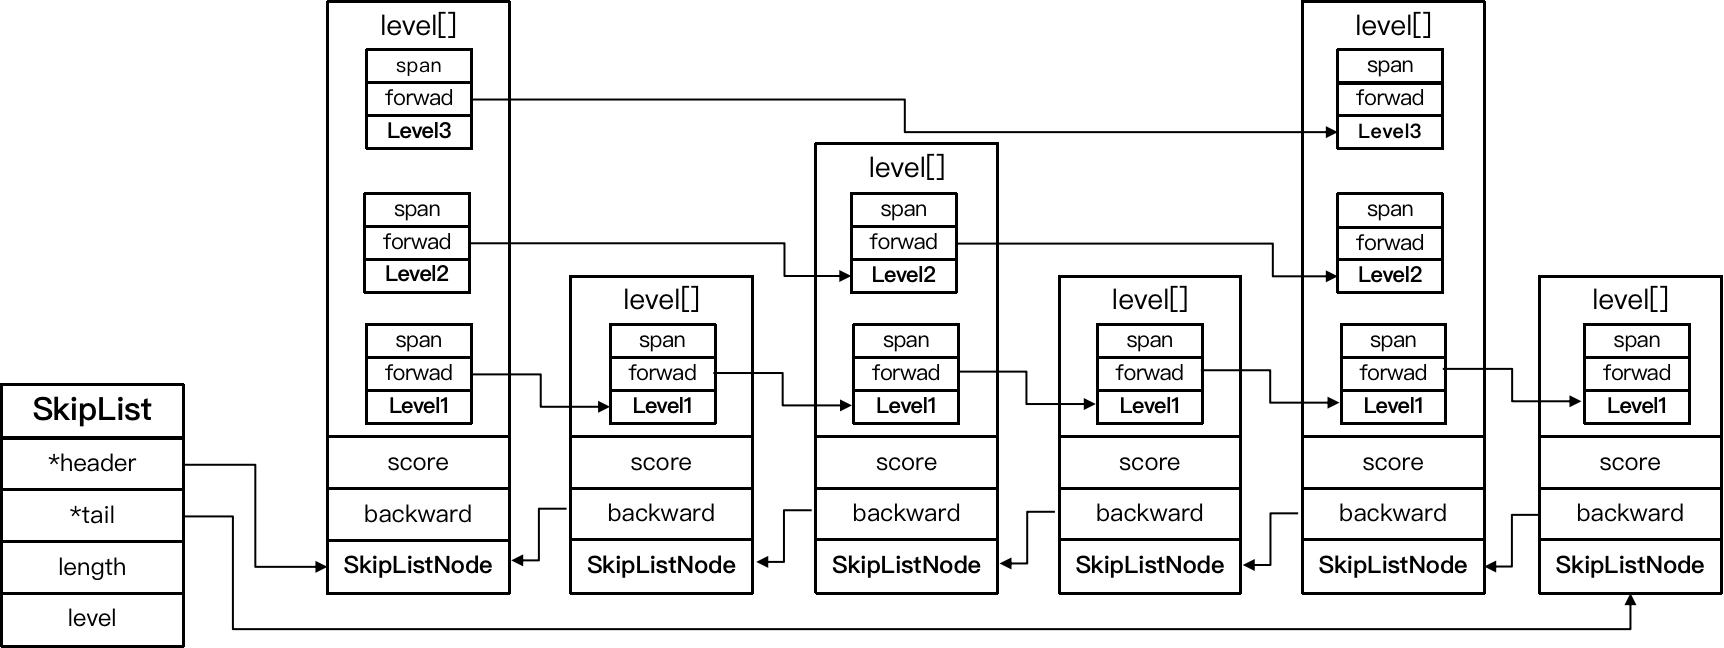 SkipList
*header
*tail
length
level
level[]
span
forwad
Level3
span
forwad
Level2
span
forwad
Level1
score
backward
SkipListNode
level[]
span
forwad
Level1
score
backward
SkipListNode
level[]
span
forwad
Level2
span
forwad
Level1
score
backward
SkipListNode
level[]
span
forwad
Level1
score
backward
SkipListNode
level[]
span
forwad
Level3
span
forwad
Level2
span
forwad
Level1
score
backward
SkipListNode
level[]
span
forwad
Level1
score
backward
SkipListNode